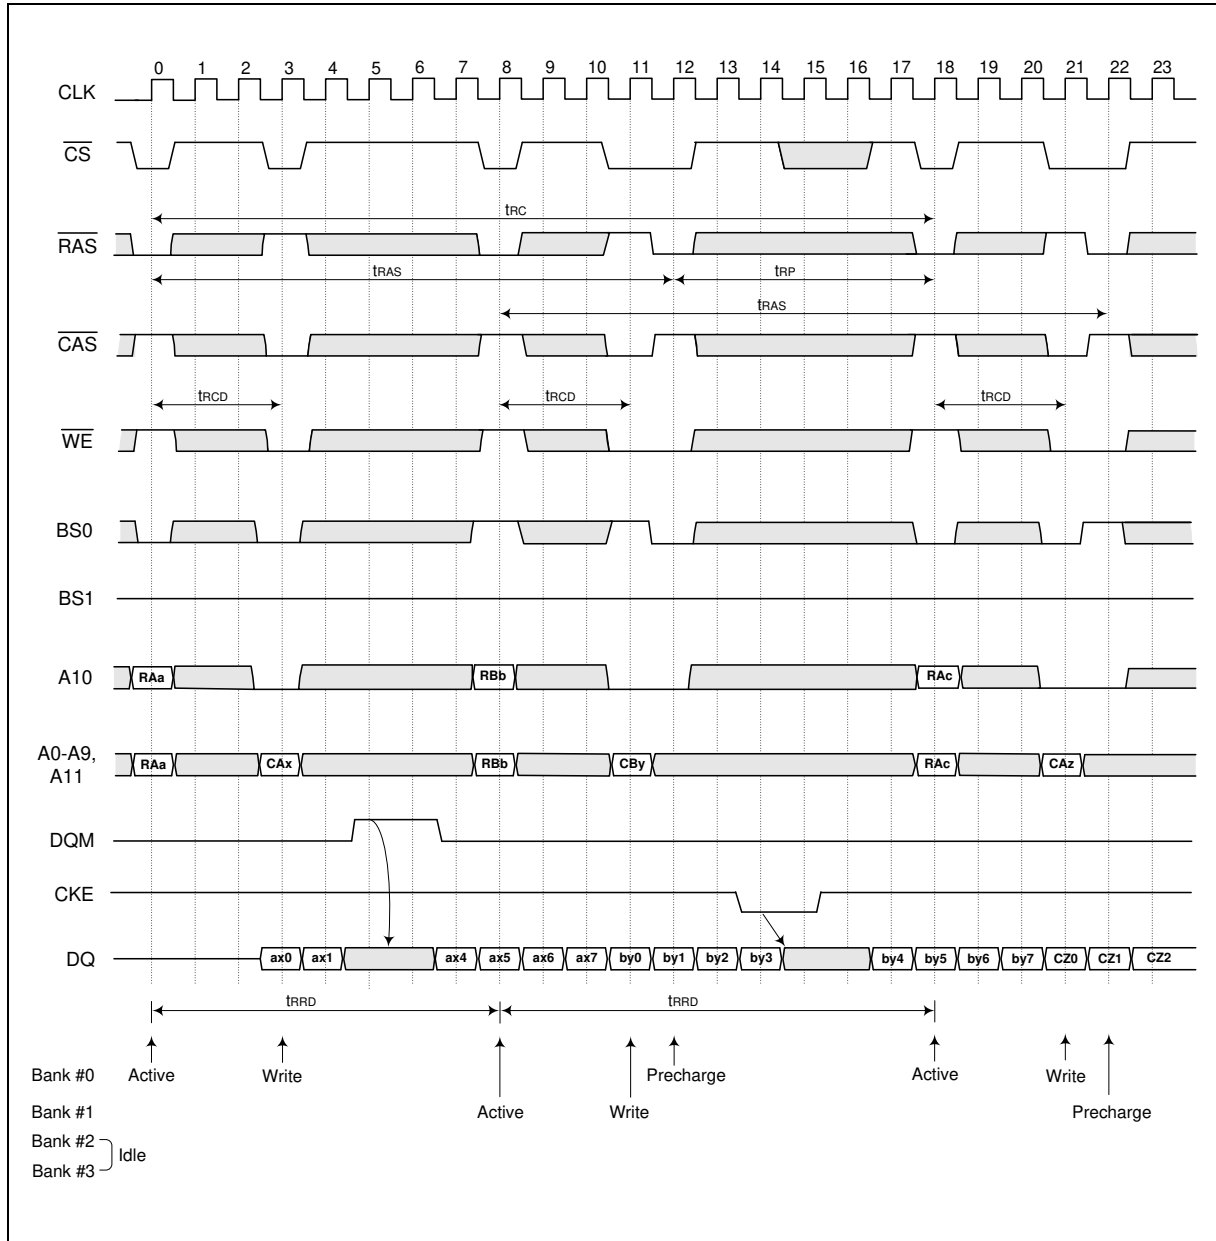 0 1 2 3 4 5 6 7 8 9 10 11 12 13 14 15 16 17 18 19 20 21 22 23
CLK
CS
tRC
RAS
tRAS tRP
tRAS
CAS
tRCD tRCD tRCD
WE
BS0
BS1
A10 RAa RBb RAc
A0-A9,
A11
RAa CAx RBb CBy RAc CAz
DQM
CKE
DQ ax0 ax1 ax4 ax5 ax6 ax7 by0 by1 by2 by3 by4 by5 by6 by7 CZ0 CZ1 CZ2
tRRD tRRD
Bank #0 Active Write Precharge Active Write
Bank #1 Active Write Precharge
Bank #2
Idle
Bank #3